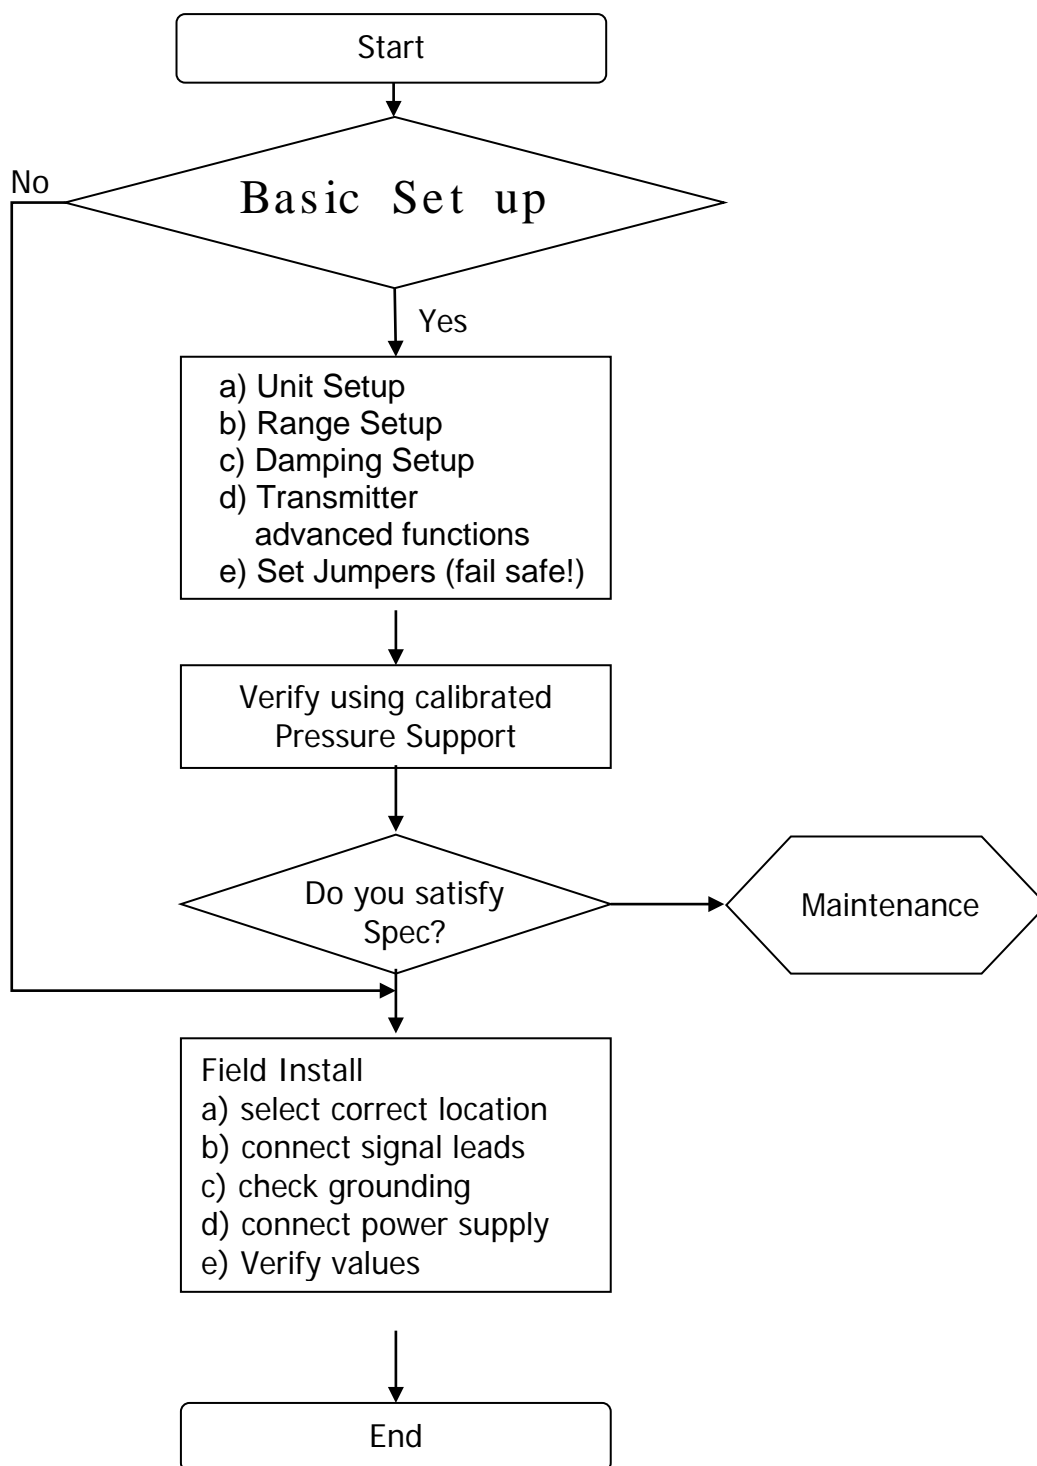 Start
No
Basic Set up
Yes
a) Unit Setup
b) Range Setup
c) Damping Setup
d) Transmitter
advanced functions
e) Set Jumpers (fail safe!)
Verify using calibrated
Pressure Support
Do you satisfy
Spec?
Maintenance
Field Install
a) select correct location
b) connect signal leads
c) check grounding
d) connect power supply
e) Verify values
End